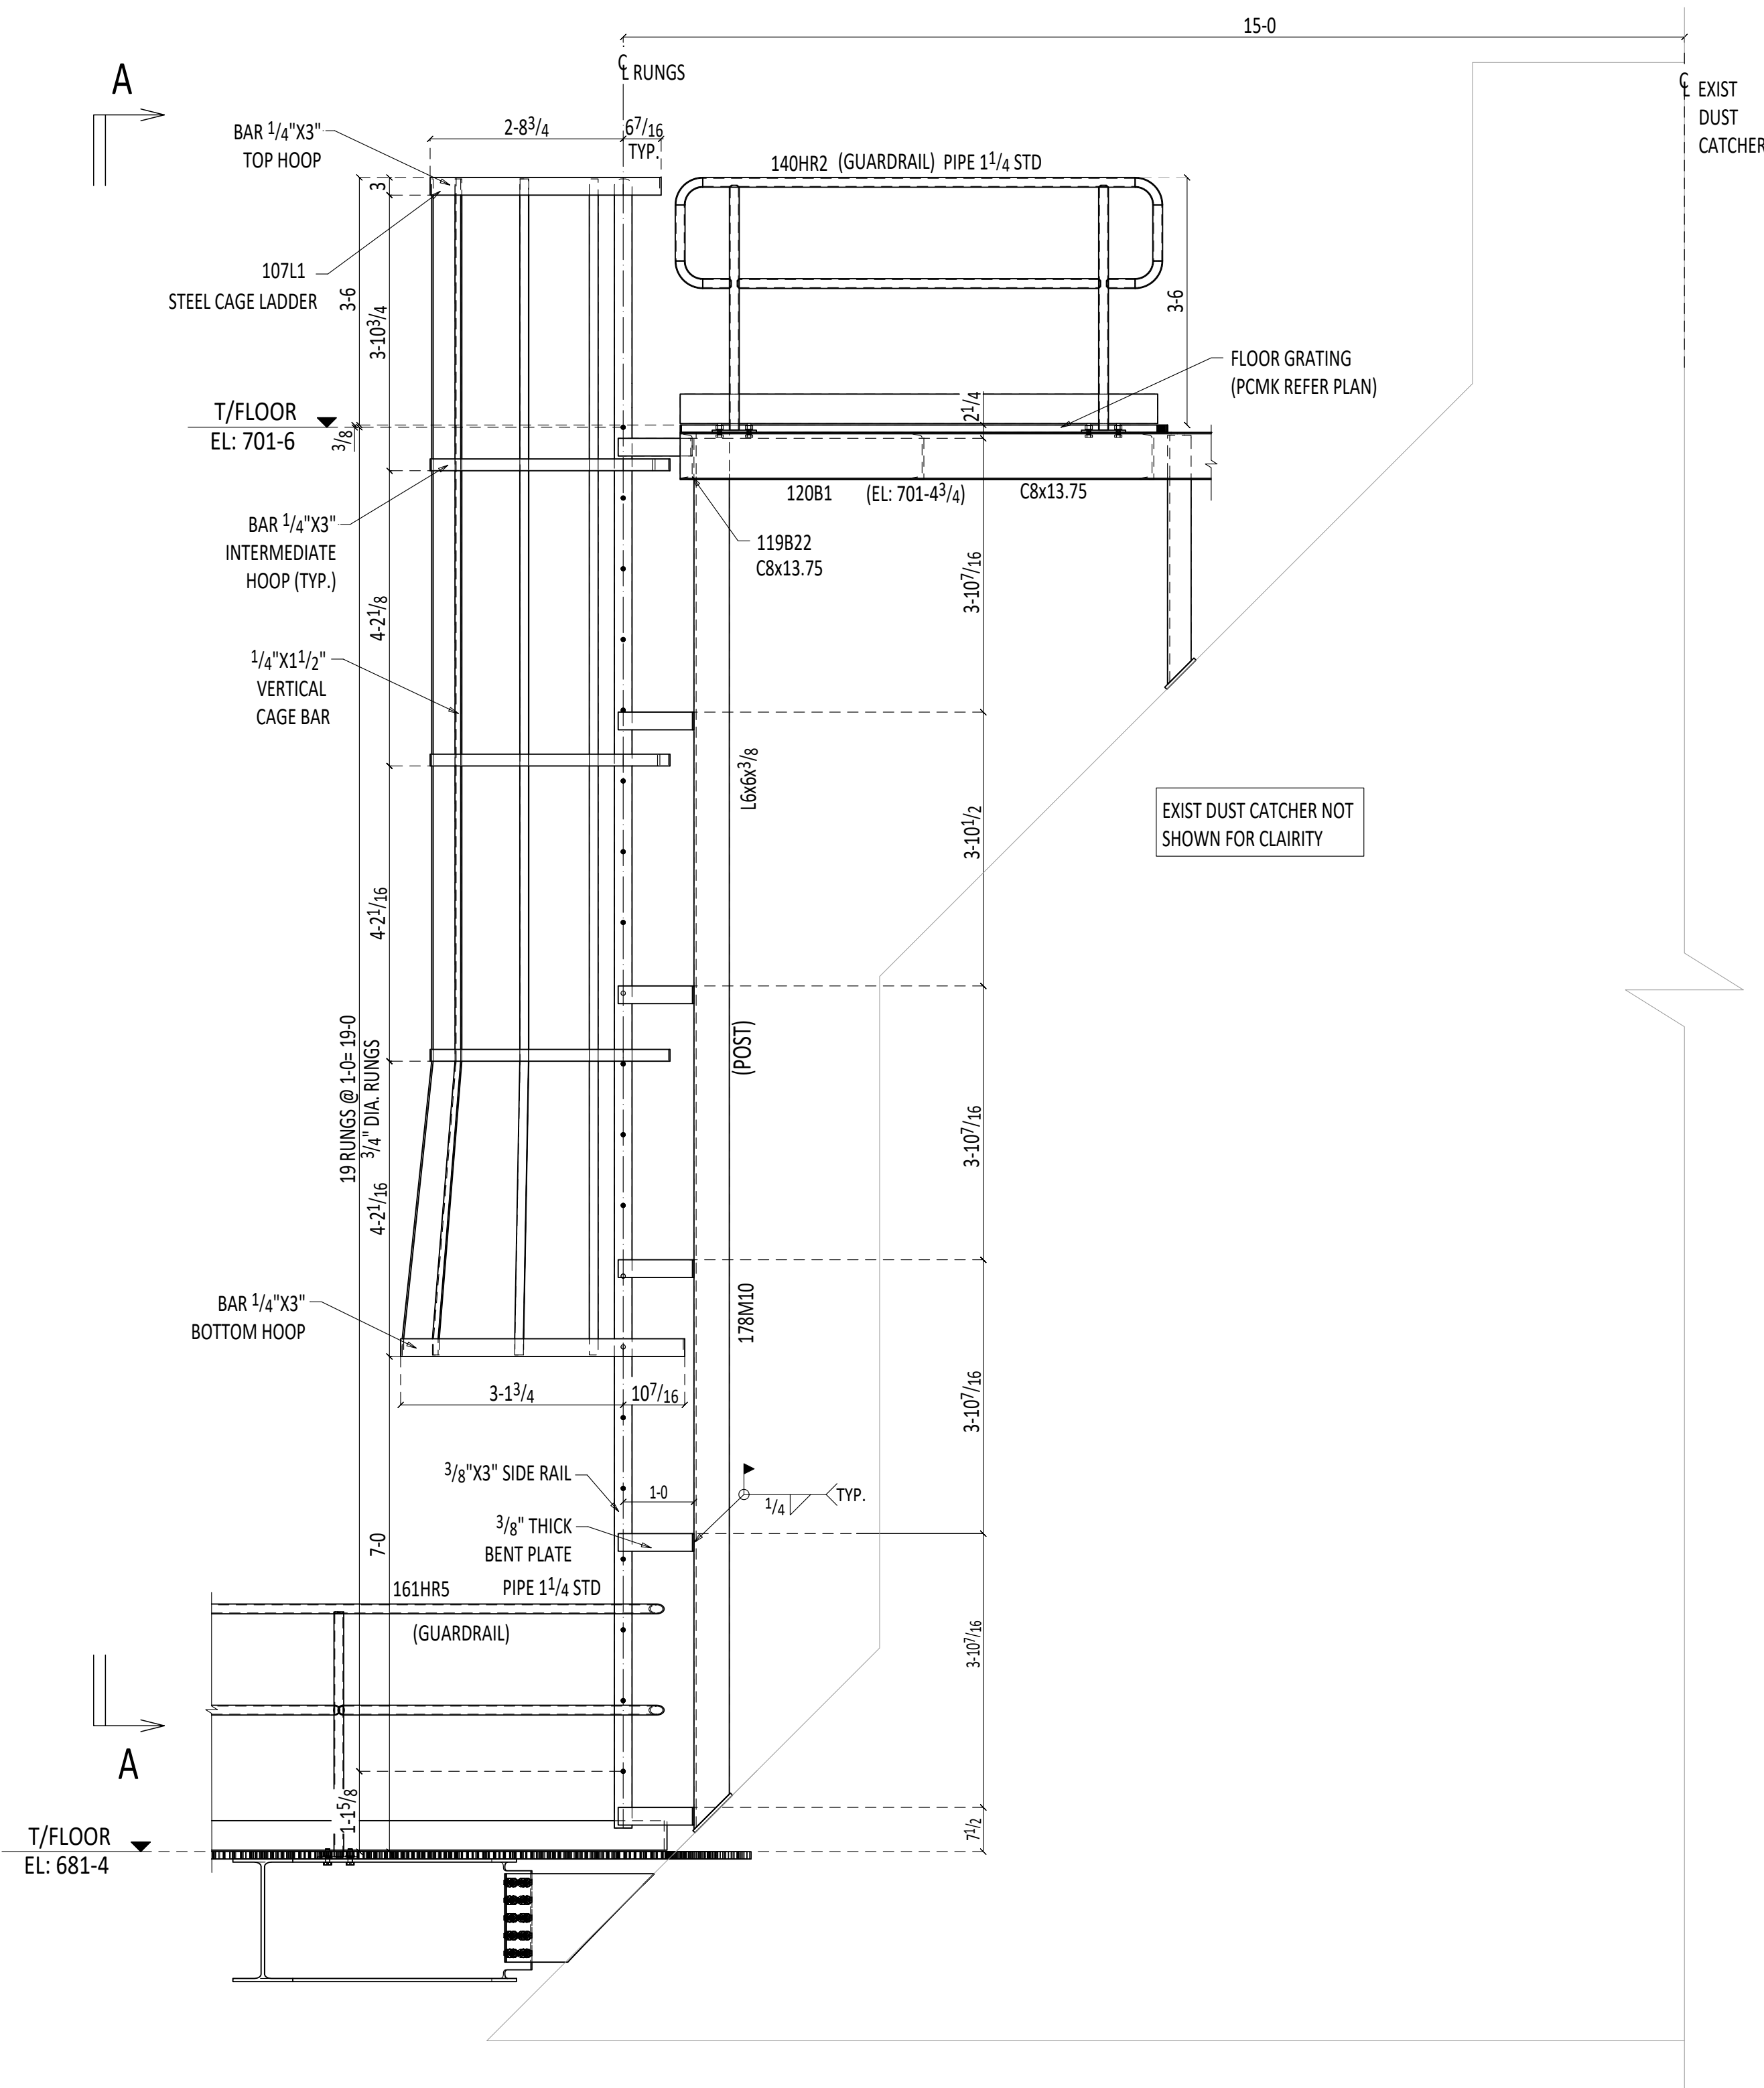 15-0
℄ RUNGS
A
℄ EXIST
DUST
CATCHER
BAR 1/4"X3"
TOP HOOP
2-8 3/4
6 7/16
TYP.
140HR2 (GUARDRAIL) PIPE 1 1/4 STD
3
107L1
STEEL CAGE LADDER
3-6
3-10 3/4
3-6
FLOOR GRATING
(PCMK REFER PLAN)
T/FLOOR
EL: 701-6
3/8
2 1/4
120B1 (EL: 701-4 3/4) C8x13.75
BAR 1/4"X3"
INTERMEDIATE
HOOP (TYP.)
119B22
C8x13.75
3-10 7/16
4-2 1/8
1/4"X1 1/2"
VERTICAL
CAGE BAR
L6x6x3/8
EXIST DUST CATCHER NOT
SHOWN FOR CLAIRITY
3-10 1/2
4-2 1/16
(POST)
19 RUNGS @ 1-0= 19-0
3/4" DIA. RUNGS
3-10 7/16
4-2 1/16
BAR 1/4"X3"
BOTTOM HOOP
178M10
3-1 3/4
10 7/16
3-10 7/16
3/8"X3" SIDE RAIL
1-0
1/4
TYP.
3/8" THICK
BENT PLATE
7-0
161HR5 PIPE 1 1/4 STD
(GUARDRAIL)
3-10 7/16
A
1-1 5/8
7 1/2
T/FLOOR
EL: 681-4